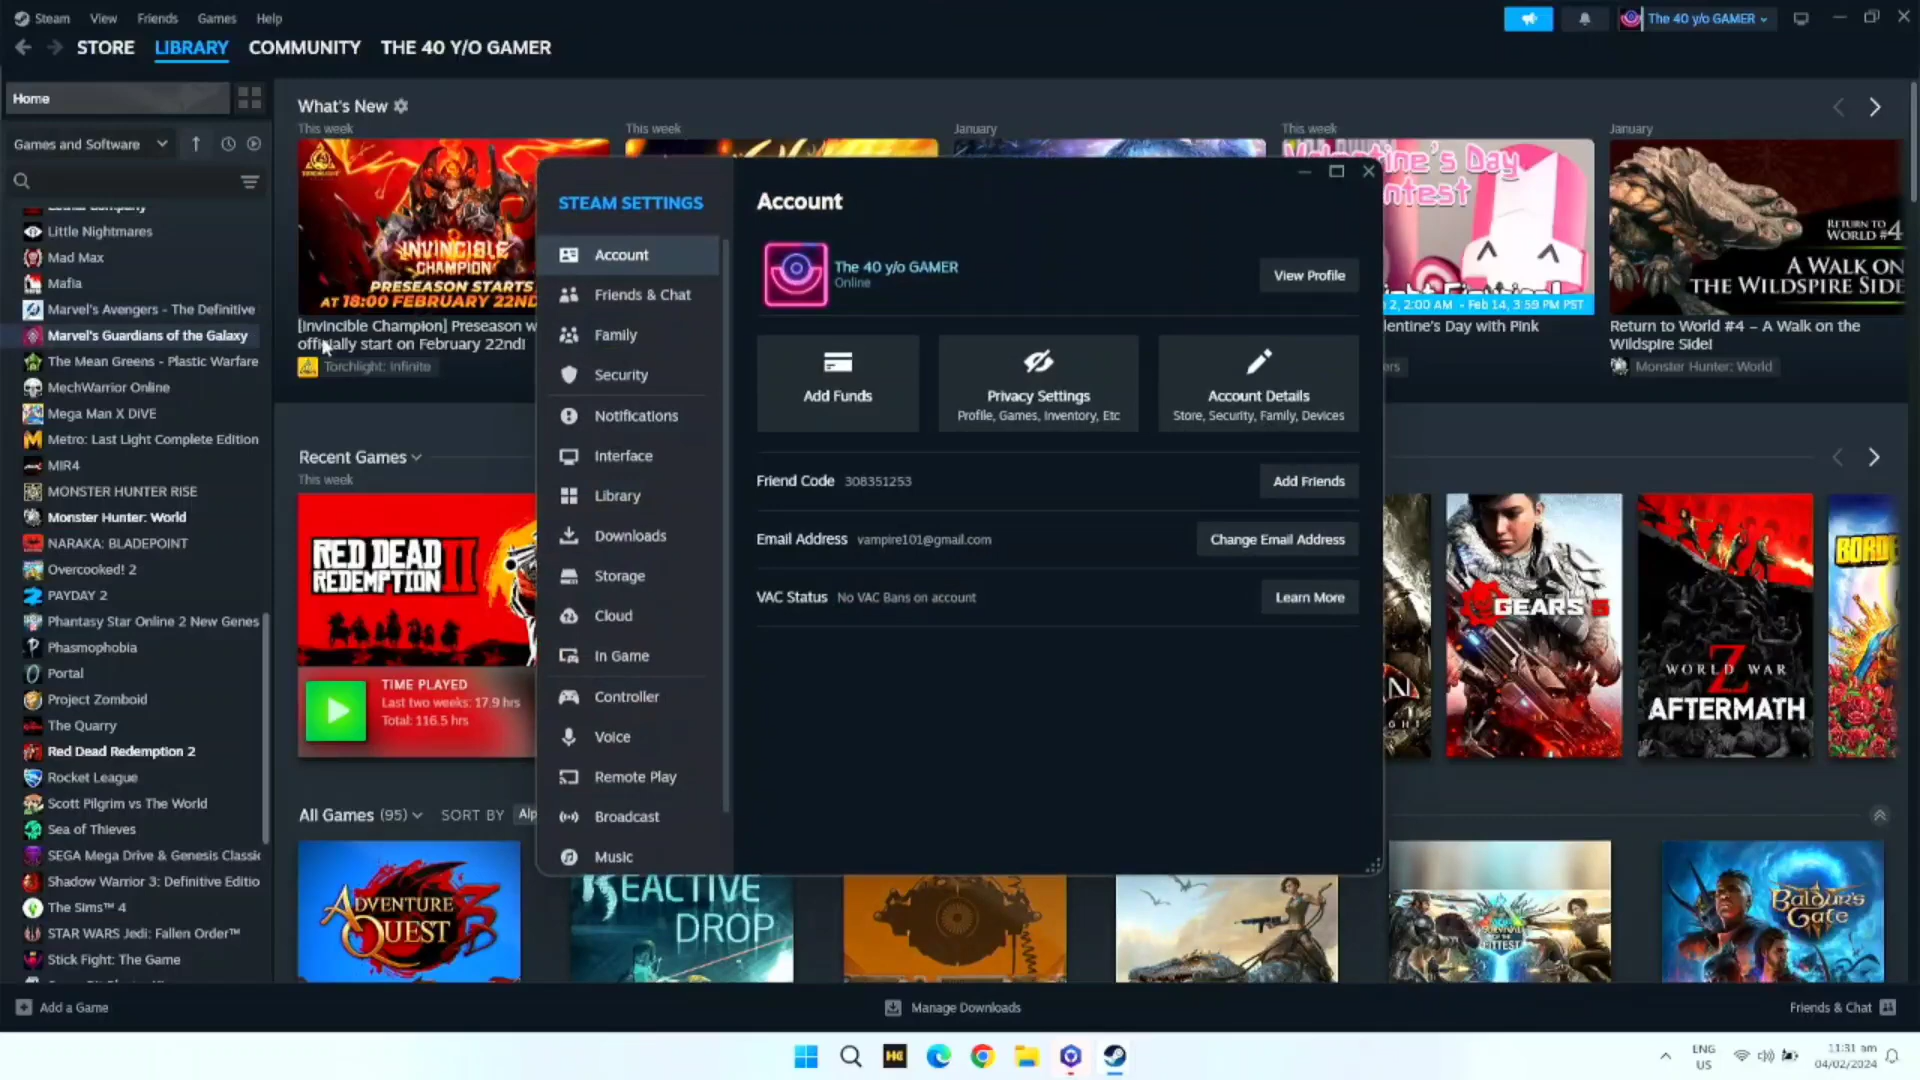 Steam View Friends Games Help
The 40 y/o GAMER
STORE LIBRARY COMMUNITY THE 40 Y/O GAMER
Home
Games and Software
Little Nightmares
Mad Max
Mafia
Marvel's Avengers - The Definitive
Marvel's Guardians of the Galaxy
The Mean Greens - Plastic Warfare
MechWarrior Online
Mega Man X DiVE
Metro: Last Light Complete Edition
MIR4
MONSTER HUNTER RISE
Monster Hunter: World
NARAKA: BLADEPOINT
Overcooked! 2
PAYDAY 2
Phantasy Star Online 2 New Genes
Phasmophobia
Portal
Project Zomboid
The Quarry
Red Dead Redemption 2
Rocket League
Scott Pilgrim vs The World
Sea of Thieves
SEGA Mega Drive & Genesis Classic
Shadow Warrior 3: Definitive Editio
The Sims™ 4
STAR WARS Jedi: Fallen Order™
Stick Fight: The Game
What's New
This week
This week
January
This week
January
TORCHLIGHT
INVINCIBLE
CHAMPION
PRESEASON STARTS
AT 18:00 FEBRUARY 22ND
[Invincible Champion] Preseason w
officially start on February 22nd!
Torchlight: Infinite
Valentine's Day
ntest
2, 2:00 AM - Feb 14, 3:59 PM PST
lentine's Day with Pink
ers
RETURN TO
WORLD #4
A WALK ON
THE WILDSPIRE SIDE
Return to World #4 – A Walk on the
Wildspire Side!
Monster Hunter: World
Recent Games
This week
RED DEAD
REDEMPTION II
TIME PLAYED
Last two weeks: 17.9 hrs
Total: 116.5 hrs
GEARS 5
WORLD WAR
Z
AFTERMATH
BORDE
All Games (95) SORT BY Alp
ADVENTURE
QUEST 3D
REACTIVE
DROP
SURVIVAL
OF THE
FITTEST
BALDUR'S
GATE
STEAM SETTINGS
Account
Friends & Chat
Family
Security
Notifications
Interface
Library
Downloads
Storage
Cloud
In Game
Controller
Voice
Remote Play
Broadcast
Music
Account
The 40 y/o GAMER
Online
View Profile
Add Funds
Privacy Settings
Profile, Games, Inventory, Etc
Account Details
Store, Security, Family, Devices
Friend Code 308351253 Add Friends
Email Address vampire101@gmail.com Change Email Address
VAC Status No VAC Bans on account Learn More
Add a Game
Manage Downloads
Friends & Chat
ENG
US
11:31 am
04/02/2024